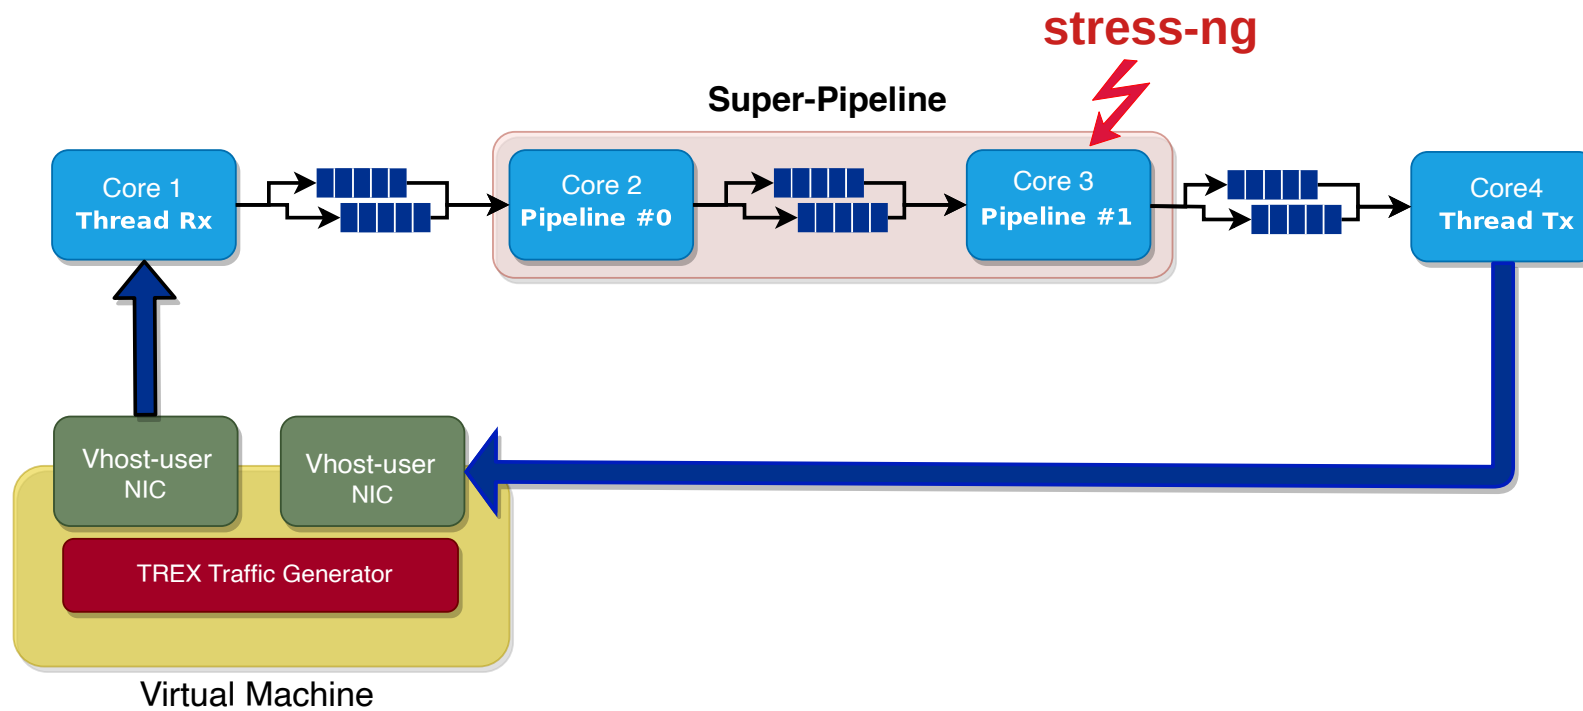 stress-ng
Super-Pipeline
Core 1
Thread Rx
Core 2
Pipeline #0
Core 3
Pipeline #1
Core4
Thread Tx
Vhost-user
NIC
Vhost-user
NIC
TREX Traffic Generator
Virtual Machine